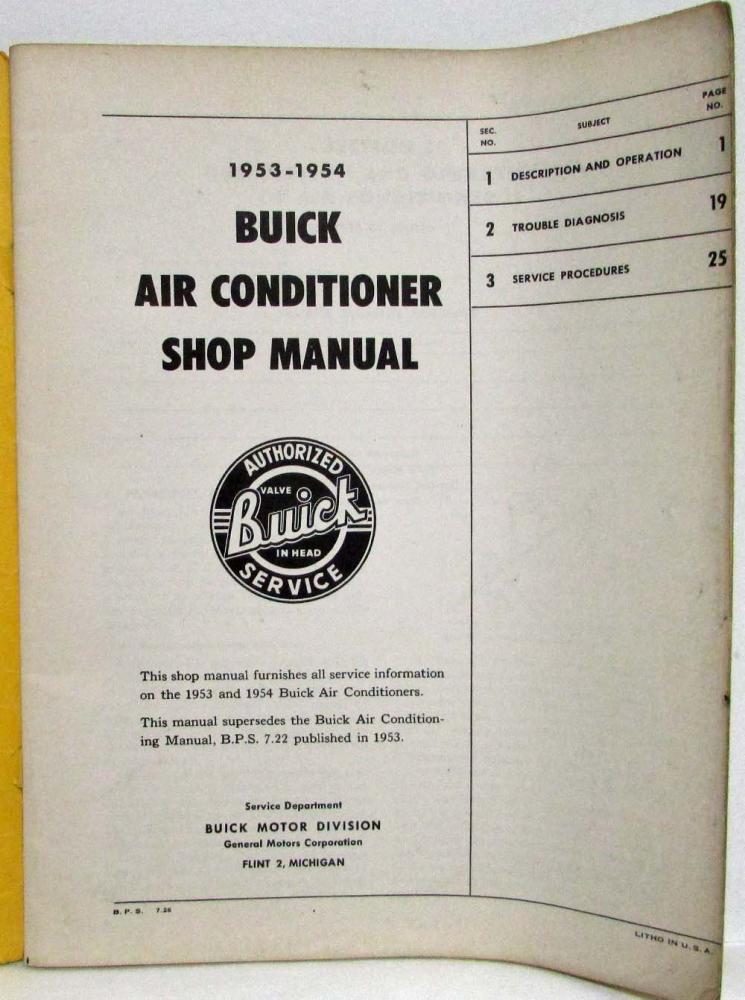 1953-1954
BUICK
AIR CONDITIONER
SHOP MANUAL
AUTHORIZED
VALVE
Buick
IN HEAD
SERVICE
This shop manual furnishes all service information
on the 1953 and 1954 Buick Air Conditioners.
This manual supersedes the Buick Air Condition-
ing Manual, B.P.S. 7.22 published in 1953.
Service Department
BUICK MOTOR DIVISION
General Motors Corporation
FLINT 2, MICHIGAN
B. P. S. 7.26
SEC. NO. SUBJECT PAGE NO.
1 DESCRIPTION AND OPERATION 1
2 TROUBLE DIAGNOSIS 19
3 SERVICE PROCEDURES 25
LITHO IN U. S. A.